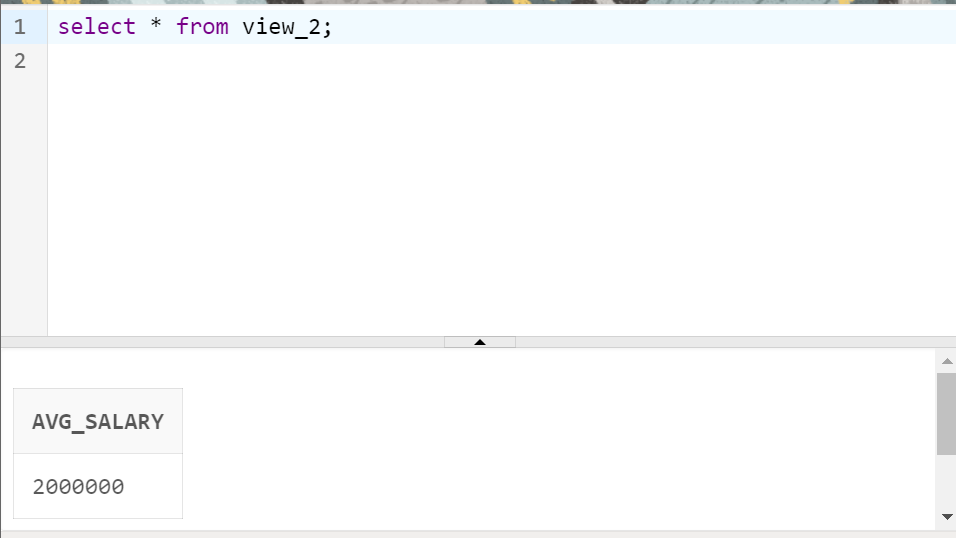 1 select * from view_2;
2
AVG_SALARY
2000000